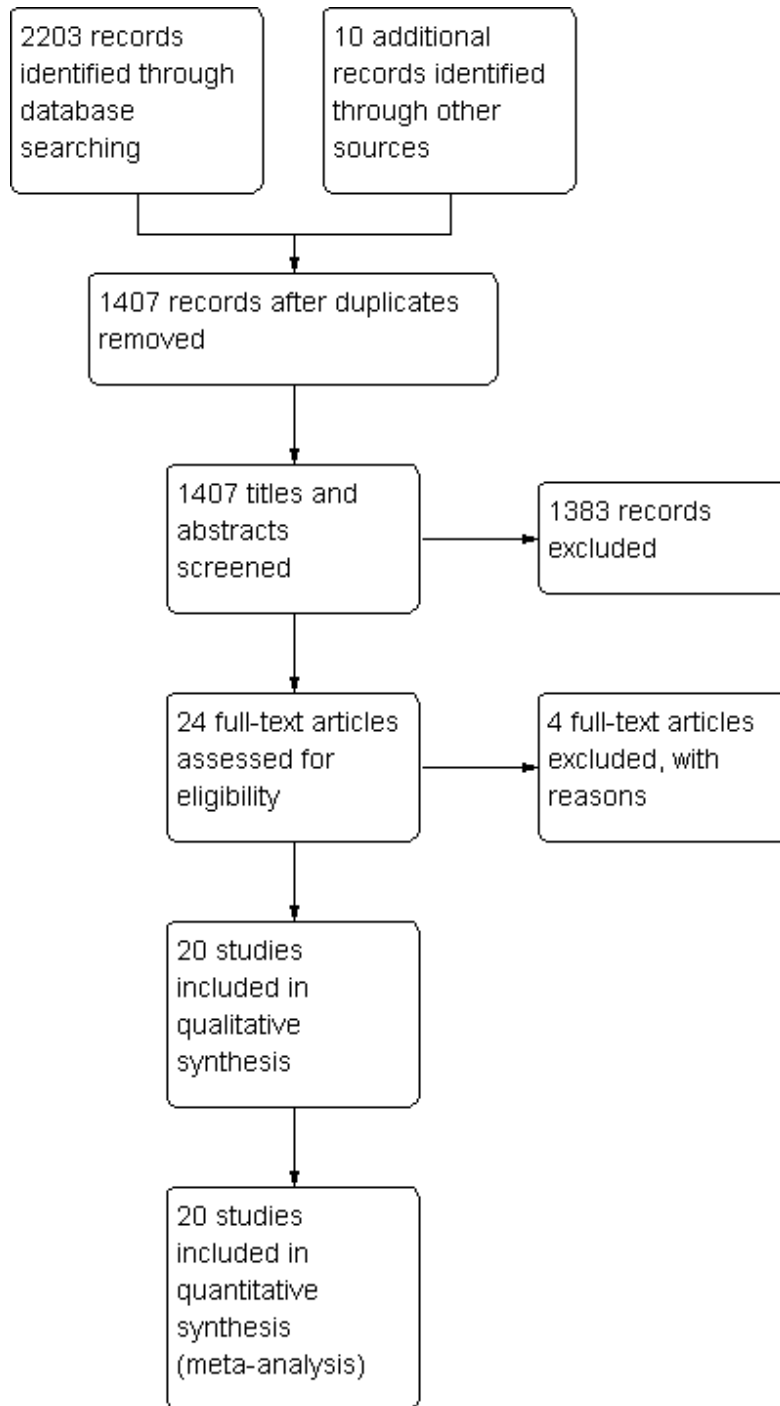 2203 records
identified through
database
searching
10 additional
records identified
through other
sources
1407 records after duplicates
removed
1407 titles and
abstracts
screened
1383 records
excluded
24 full-text articles
assessed for
eligibility
4 full-text articles
excluded, with
reasons
20 studies
included in
qualitative
synthesis
20 studies
included in
quantitative
synthesis
(meta-analysis)